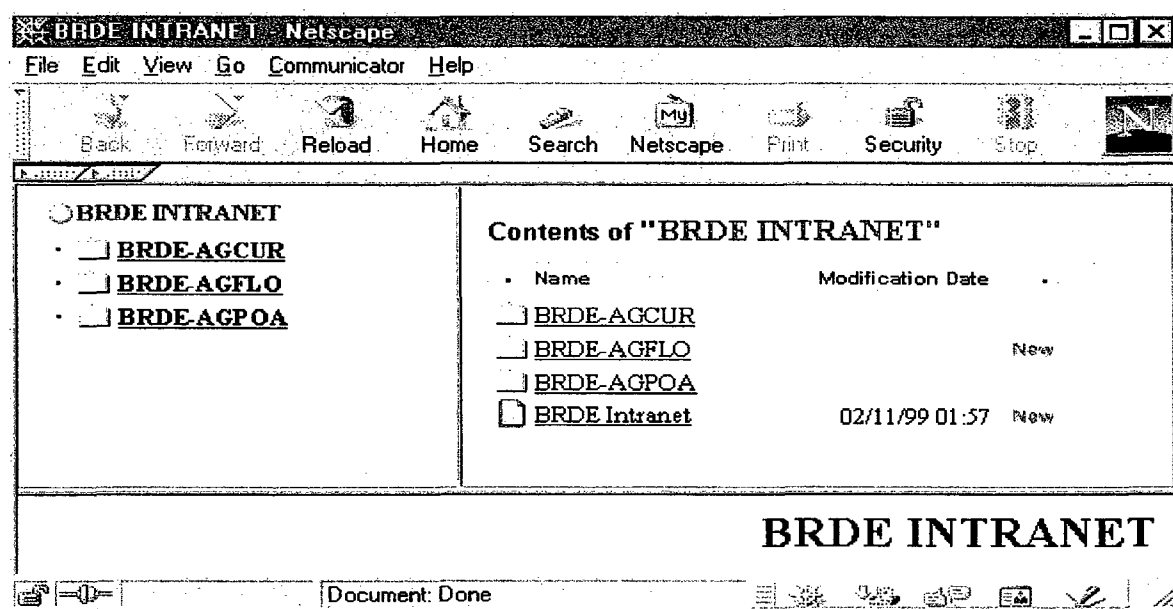 BRDE INTRANET - Netscape
File Edit View Go Communicator Help
Back Forward Reload Home Search Netscape Print Security Stop
My
N
BRDE INTRANET
BRDE-AGCUR
BRDE-AGFLO
BRDE-AGPOA
Contents of "BRDE INTRANET"
Name Modification Date
BRDE-AGCUR
BRDE-AGFLO New
BRDE-AGPOA
BRDE Intranet 02/11/99 01:57 New
BRDE INTRANET
Document: Done